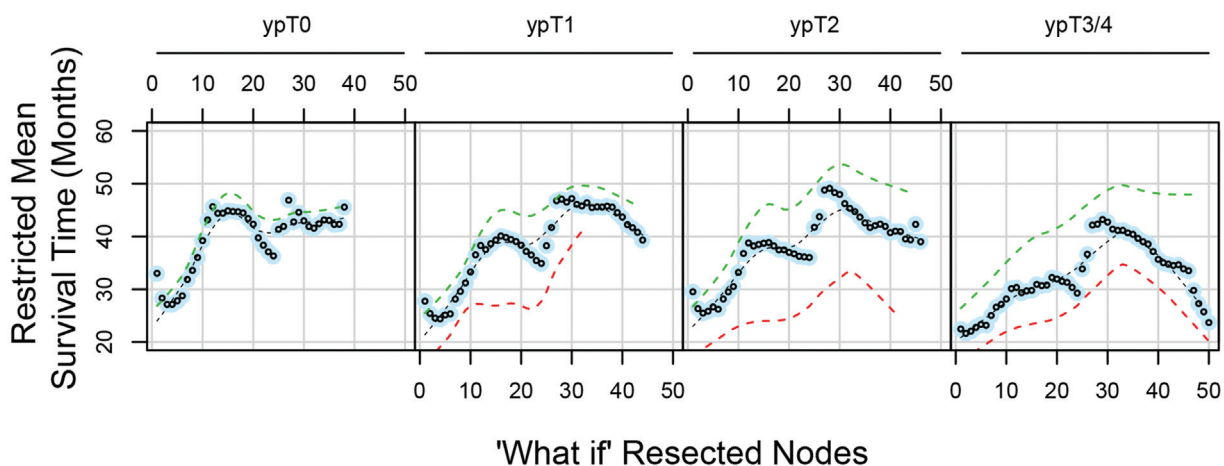 ypT0 ypT1 ypT2 ypT3/4
0 10 20 30 40 50 0 10 20 30 40 50
Restricted Mean
Survival Time (Months)
60
50
40
30
20
0 10 20 30 40 50 0 10 20 30 40 50
'What if' Resected Nodes